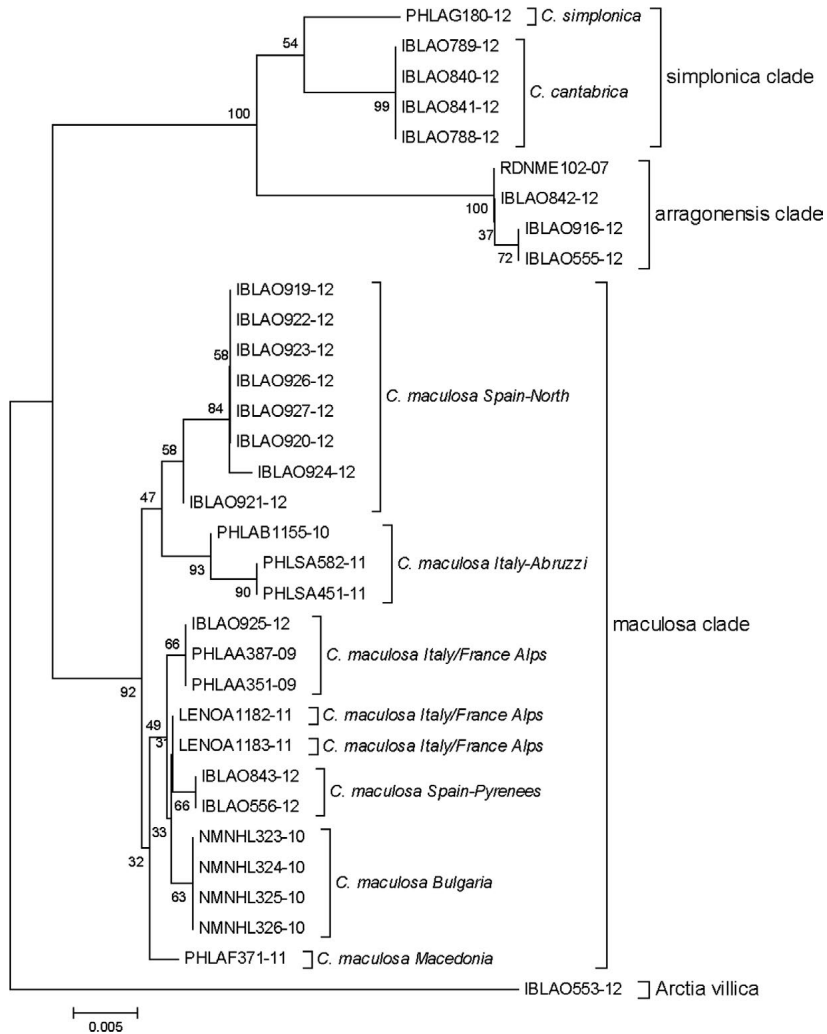 PHLAG180-12 C. simplonica
54
IBLAO789-12
IBLAO840-12
simplonica clade
C. cantabrica
IBLAO841-12
99
100
IBLAO788-12
RDNME102-07
IBLAO842-12
100
arragonensis clade
IBLAO916-12
37
72
IBLAO555-12
IBLAO919-12
IBLAO922-12
58
IBLAO923-12
IBLAO926-12
C. maculosa Spain-North
84
IBLAO927-12
IBLAO920-12
58
IBLAO924-12
47
IBLAO921-12
PHLAB1155-10
PHLSA582-11
C. maculosa Italy-Abruzzi
93
90
PHLSA451-11
IBLAO925-12
maculosa clade
66
PHLAA387-09
C. maculosa Italy/France Alps
PHLAA351-09
92
LENOA1182-11 C. maculosa Italy/France Alps
49
LENOA1183-11 C. maculosa Italy/France Alps
IBLAO843-12
C. maculosa Spain-Pyrenees
66
IBLAO556-12
33
NMNHL323-10
32
NMNHL324-10
C. maculosa Bulgaria
63
NMNHL325-10
NMNHL326-10
PHLAF371-11 C. maculosa Macedonia
IBLAO553-12 Arctia villica
0.005